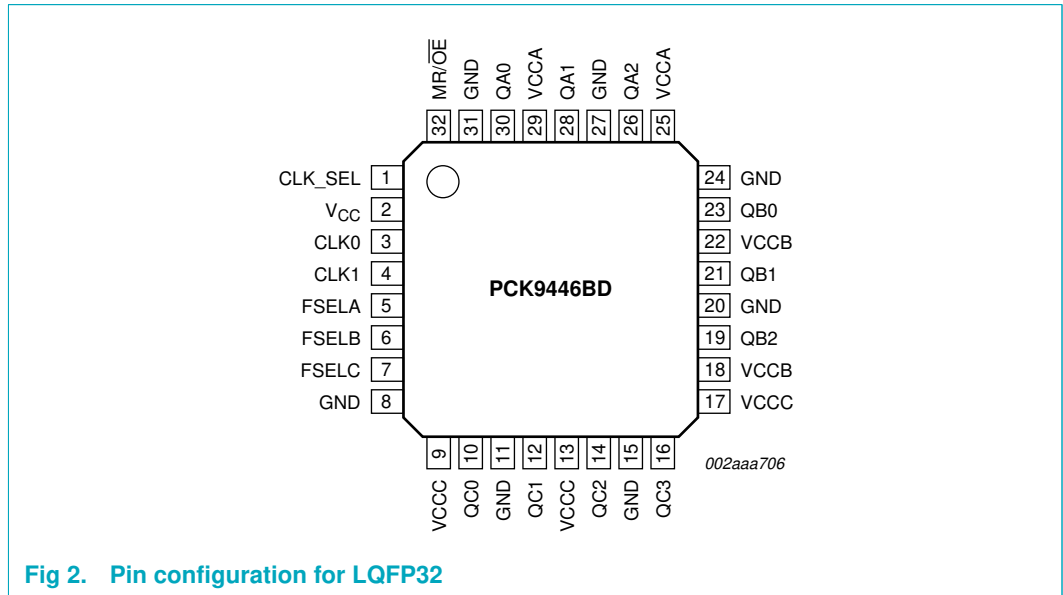 MR/OE GND QA0 VCCA QA1 GND QA2 VCCA
32 31 30 29 28 27 26 25
CLK_SEL 1 24 GND
VCC 2 23 QB0
CLK0 3 22 VCCB
CLK1 4 21 QB1
PCK9446BD
FSELA 5 20 GND
FSELB 6 19 QB2
FSELC 7 18 VCCB
GND 8 17 VCCC
9 10 11 12 13 14 15 16
002aaa706
VCCC QC0 GND QC1 VCCC QC2 GND QC3
Fig 2. Pin configuration for LQFP32